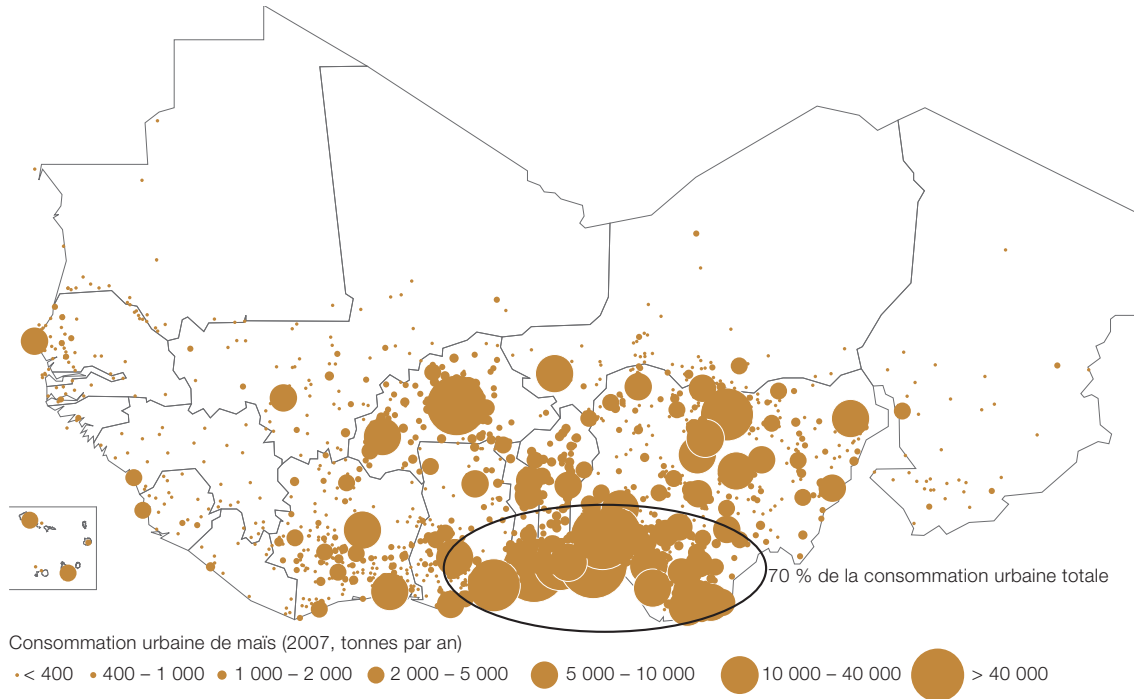 70 % de la consommation urbaine totale
Consommation urbaine de maïs (2007, tonnes par an)
< 400 400 – 1 000 1 000 – 2 000 2 000 – 5 000 5 000 – 10 000 10 000 – 40 000 > 40 000